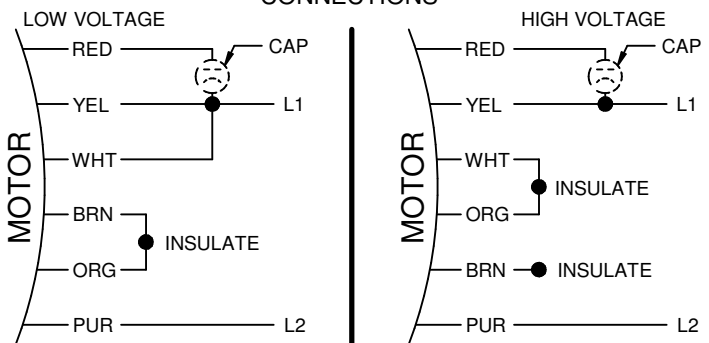 CONNECTIONS
LOW VOLTAGE
RED
CAP
YEL
L1
WHT
MOTOR
BRN
INSULATE
ORG
PUR
L2
HIGH VOLTAGE
RED
CAP
YEL
L1
WHT
INSULATE
MOTOR
ORG
BRN
INSULATE
PUR
L2